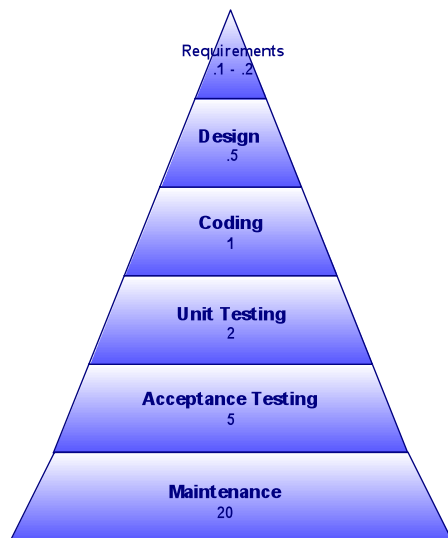 Requirements
.1 - .2
Design
.5
Coding
1
Unit Testing
2
Acceptance Testing
5
Maintenance
20